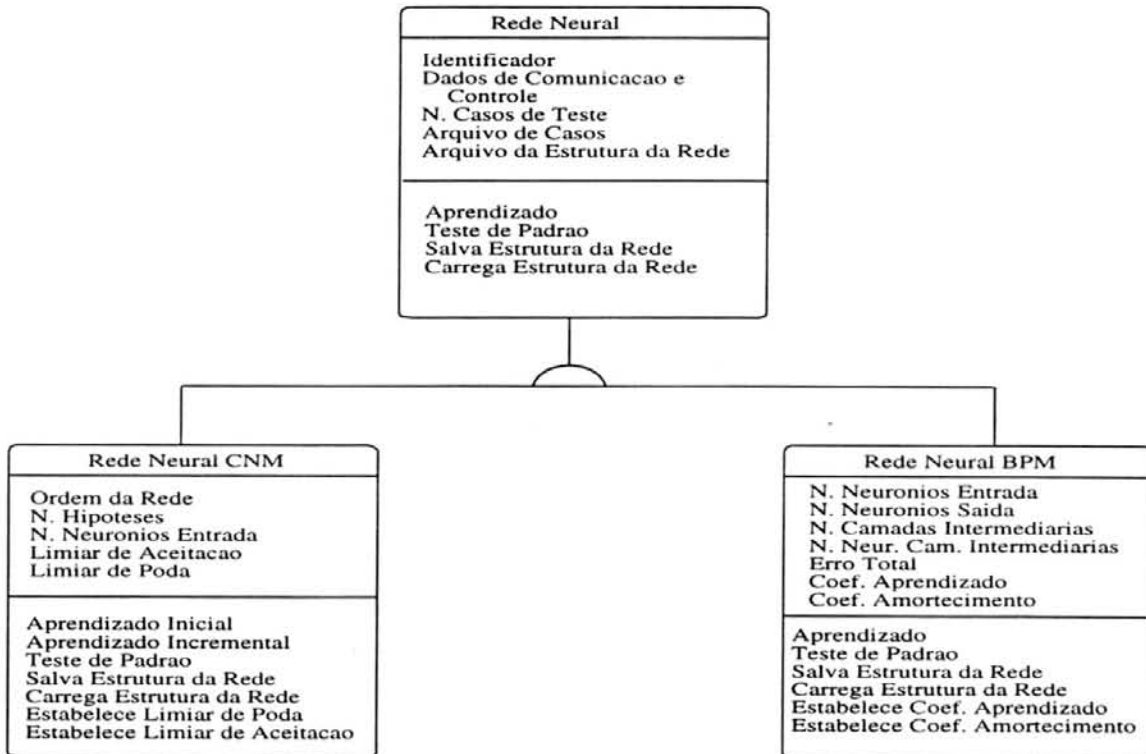 Rede Neural
Identificador
Dados de Comunicacao e
Controle
N. Casos de Teste
Arquivo de Casos
Arquivo da Estrutura da Rede
Aprendizado
Teste de Padrao
Salva Estrutura da Rede
Carrega Estrutura da Rede
Rede Neural CNM
Ordem da Rede
N. Hipoteses
N. Neuronios Entrada
Limiar de Aceitacao
Limiar de Poda
Aprendizado Inicial
Aprendizado Incremental
Teste de Padrao
Salva Estrutura da Rede
Carrega Estrutura da Rede
Estabelece Limiar de Poda
Estabelece Limiar de Aceitacao
Rede Neural BPM
N. Neuronios Entrada
N. Neuronios Saida
N. Camadas Intermediarias
N. Neur. Cam. Intermediarias
Erro Total
Coef. Aprendizado
Coef. Amortecimento
Aprendizado
Teste de Padrao
Salva Estrutura da Rede
Carrega Estrutura da Rede
Estabelece Coef. Aprendizado
Estabelece Coef. Amortecimento